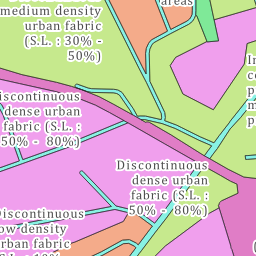 medium density
urban fabric
(S.L. : 30% -
50%)
areas
Discontinuous
dense urban
fabric (S.L. :
50% - 80%)
Discontinuous
dense urban
fabric (S.L. :
50% - 80%)
Discontinuous
low density
urban fabric